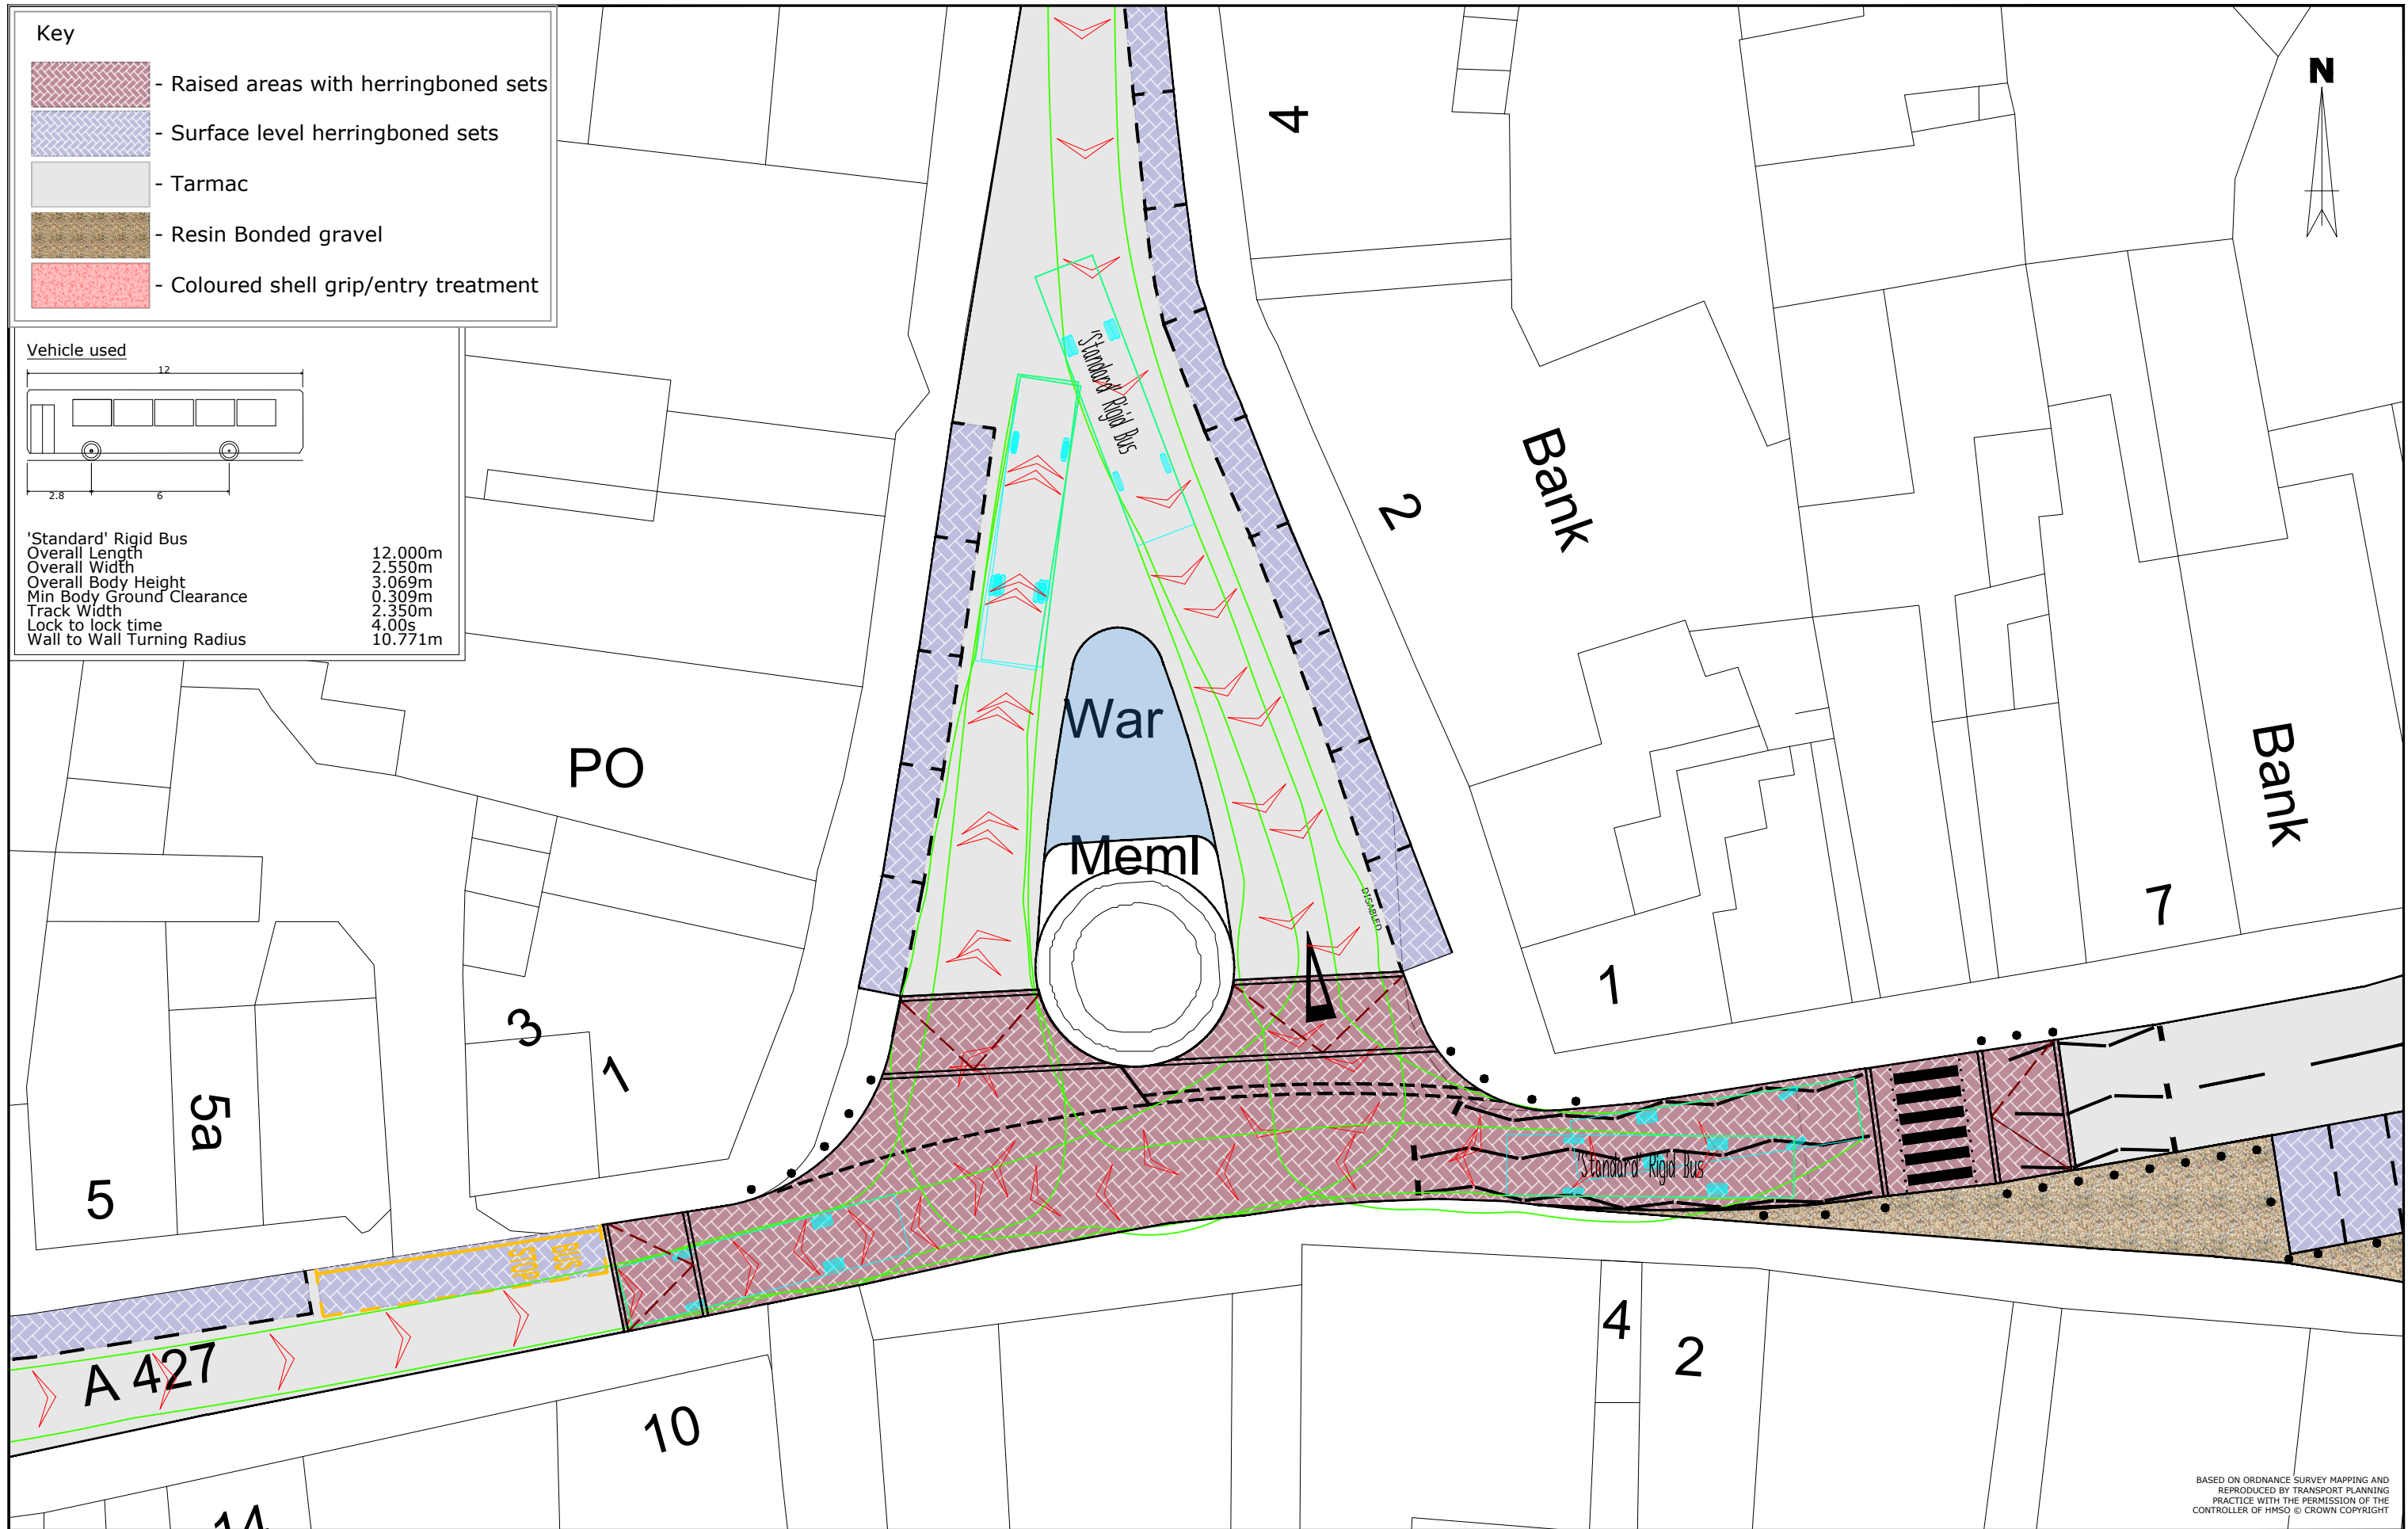 Key
- Raised areas with herringboned sets
- Surface level herringboned sets
- Tarmac
- Resin Bonded gravel
- Coloured shell grip/entry treatment
Vehicle used
12
2.8
6
'Standard' Rigid Bus
Overall Length 12.000m
Overall Width 2.550m
Overall Body Height 3.069m
Min Body Ground Clearance 0.309m
Track Width 2.350m
Lock to lock time 4.00s
Wall to Wall Turning Radius 10.771m
N
4
'Standard' Rigid Bus
2
Bank
Bank
War
Meml
PO
DISABLED
7
1
3
1
5a
5
'Standard' Rigid Bus
BUS
STOP
A 427
4
2
10
14
BASED ON ORDNANCE SURVEY MAPPING AND
REPRODUCED BY TRANSPORT PLANNING
PRACTICE WITH THE PERMISSION OF THE
CONTROLLER OF HMSO © CROWN COPYRIGHT